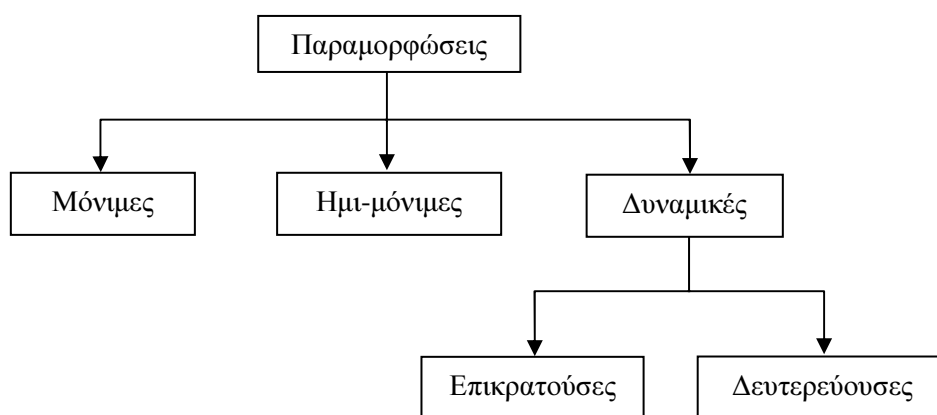 Παραμορφώσεις
Μόνιμες
Ημι-μόνιμες
Δυναμικές
Επικρατούσες
Δευτερεύουσες